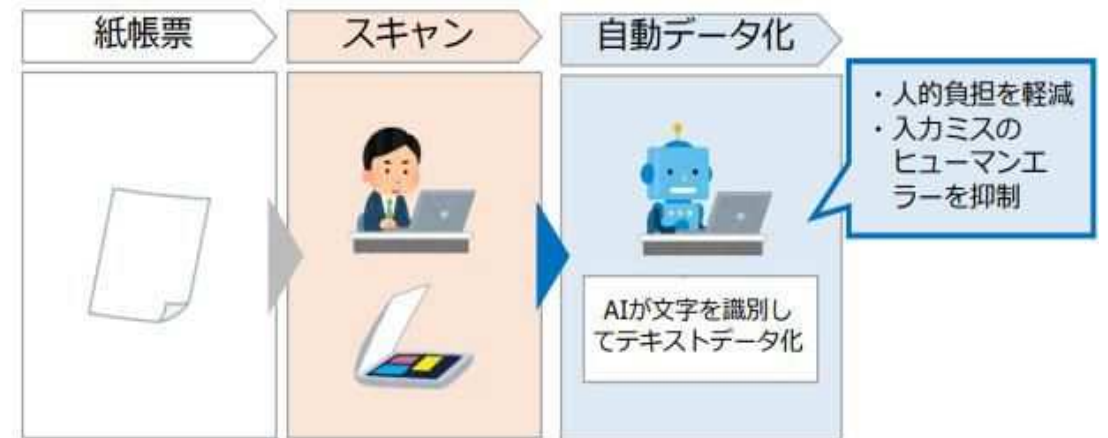 紙帳票
スキャン
自動データ化
・人的負担を軽減
・入力ミスの
ヒューマンエ
ラーを抑制
AIが文字を識別し
てテキストデータ化